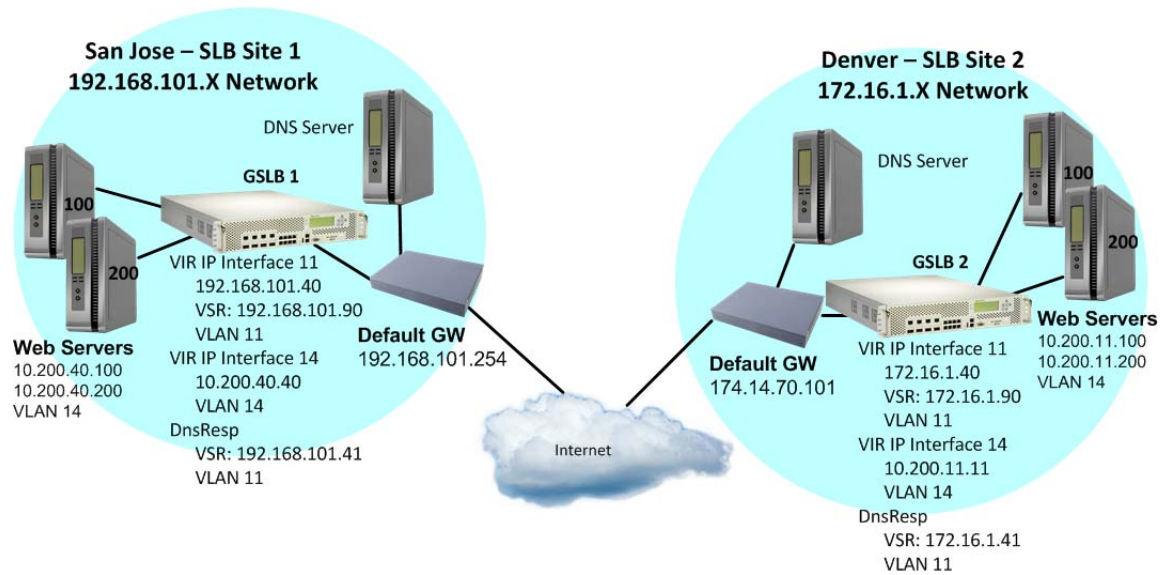 San Jose – SLB Site 1
192.168.101.X Network
DNS Server
GSLB 1
100
200
VIR IP Interface 11
192.168.101.40
VSR: 192.168.101.90
VLAN 11
VIR IP Interface 14
10.200.40.40
VLAN 14
DnsResp
VSR: 192.168.101.41
VLAN 11
Web Servers
10.200.40.100
10.200.40.200
VLAN 14
Default GW
192.168.101.254
Internet
Denver – SLB Site 2
172.16.1.X Network
DNS Server
100
200
GSLB 2
Default GW
174.14.70.101
VIR IP Interface 11
172.16.1.40
VSR: 172.16.1.90
VLAN 11
VIR IP Interface 14
10.200.11.11
VLAN 14
DnsResp
VSR: 172.16.1.41
VLAN 11
Web Servers
10.200.11.100
10.200.11.200
VLAN 14